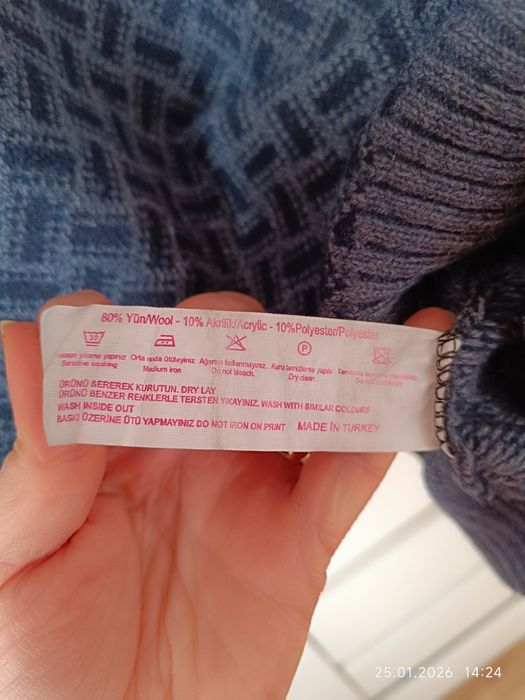 80% Yün/Wool - 10% Akrilik/Acrylic - 10%Polyester/Polyester
30 P
yıkama yapınız Orta ısıda ütüleyiniz. Ağartıcı kullanmayınız. Kuru temizleme yapılır
Sensitive washing Medium iron Do not bleach, Dry clean Do not
ÜRÜNÜ SEREREK KURUTUN. DRY LAY
ÜRÜNÜ BENZER RENKLERLE TERSTEN YIKAYINIZ. WASH WITH SIMILAR COLOURS
WASH INSIDE OUT
BASKI ÜZERİNE ÜTÜ YAPMAYINIZ DO NOT IRON ON PRINT MADE İN TURKEY
25.01.2026 14:24